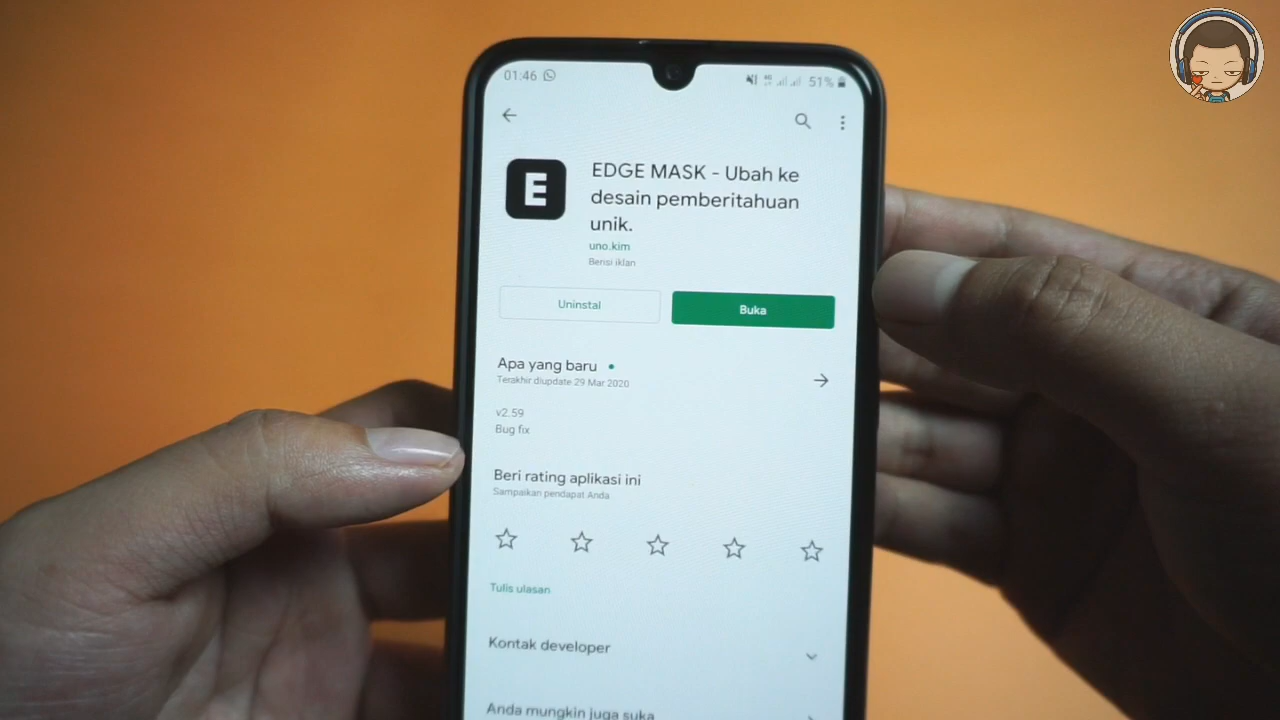 01:46
51%
E
EDGE MASK - Ubah ke
desain pemberitahuan
unik.
uno.kim
Berisi iklan
Uninstal
Buka
Apa yang baru
Terakhir diupdate 29 Mar 2020
v2.59
Bug fix
Beri rating aplikasi ini
Sampaikan pendapat Anda
Tulis ulasan
Kontak developer
Anda mungkin juga suka